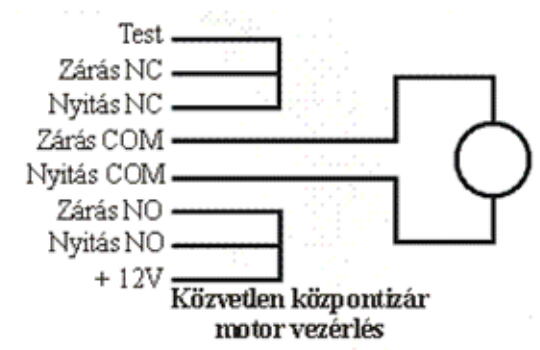 Test
Zárás NC
Nyitás NC
Zárás COM
Nyitás COM
Zárás NO
Nyitás NO
+ 12V
Közvetlen központizár
motor vezérlés